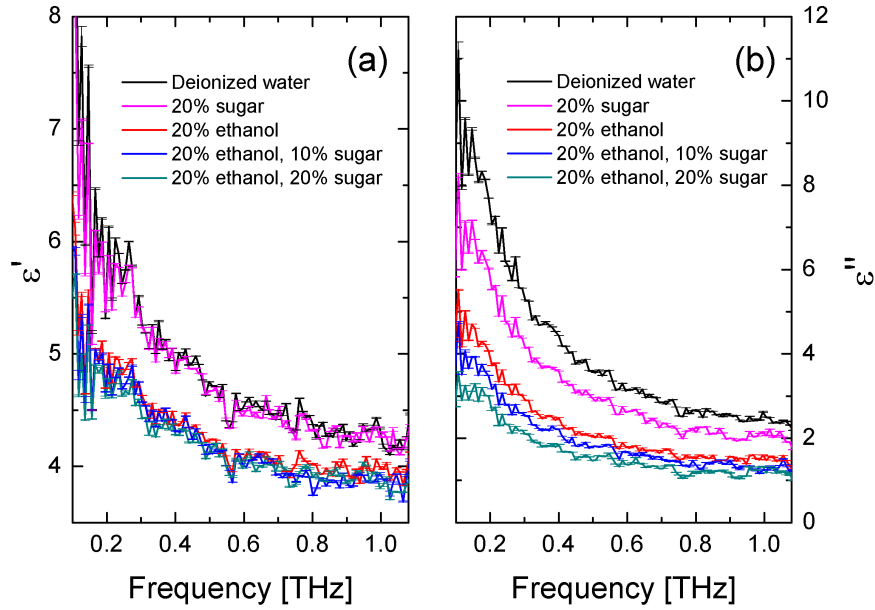 8
7
6
5
4
ε'
(a)
Deionized water
20% sugar
20% ethanol
20% ethanol, 10% sugar
20% ethanol, 20% sugar
0.2 0.4 0.6 0.8 1.0
Frequency [THz]
(b)
Deionized water
20% sugar
20% ethanol
20% ethanol, 10% sugar
20% ethanol, 20% sugar
0.2 0.4 0.6 0.8 1.0
Frequency [THz]
12
10
8
6
4
2
0
ε"